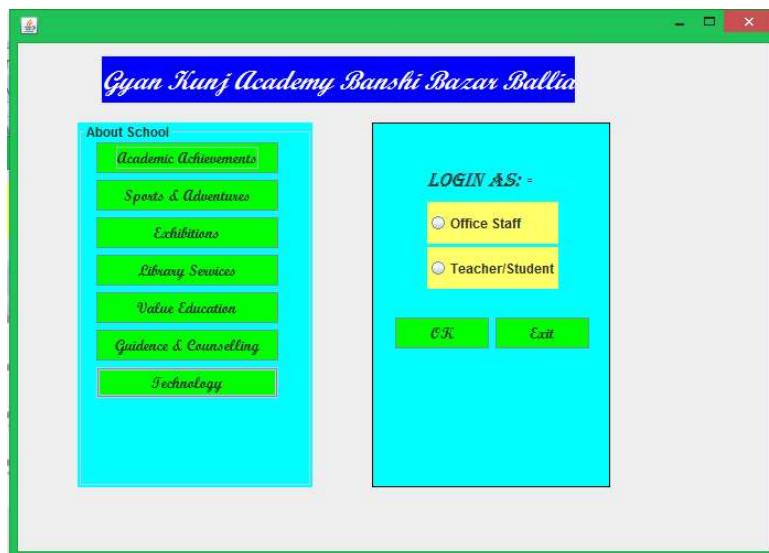 Gyan Kunj Academy Banshi Bazar Ballia
About School
Academic Achievements
Sports & Adventures
Exhibitions
Library Services
Value Education
Guidence & Counselling
Technology
LOGIN AS: -
Office Staff
Teacher/Student
OK
Exit